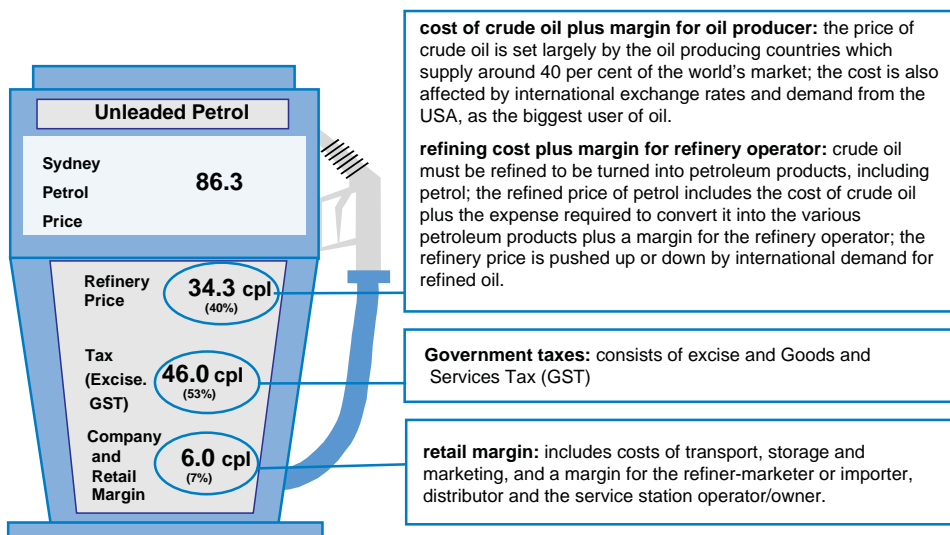 Unleaded Petrol
Sydney
Petrol
Price
86.3
Refinery
Price
34.3 cpl
(40%)
Tax
(Excise.
GST)
46.0 cpl
(53%)
Company
and
Retail
Margin
6.0 cpl
(7%)
cost of crude oil plus margin for oil producer: the price of
crude oil is set largely by the oil producing countries which
supply around 40 per cent of the world's market; the cost is also
affected by international exchange rates and demand from the
USA, as the biggest user of oil.
refining cost plus margin for refinery operator: crude oil
must be refined to be turned into petroleum products, including
petrol; the refined price of petrol includes the cost of crude oil
plus the expense required to convert it into the various
petroleum products plus a margin for the refinery operator; the
refinery price is pushed up or down by international demand for
refined oil.
Government taxes: consists of excise and Goods and
Services Tax (GST)
retail margin: includes costs of transport, storage and
marketing, and a margin for the refiner-marketer or importer,
distributor and the service station operator/owner.